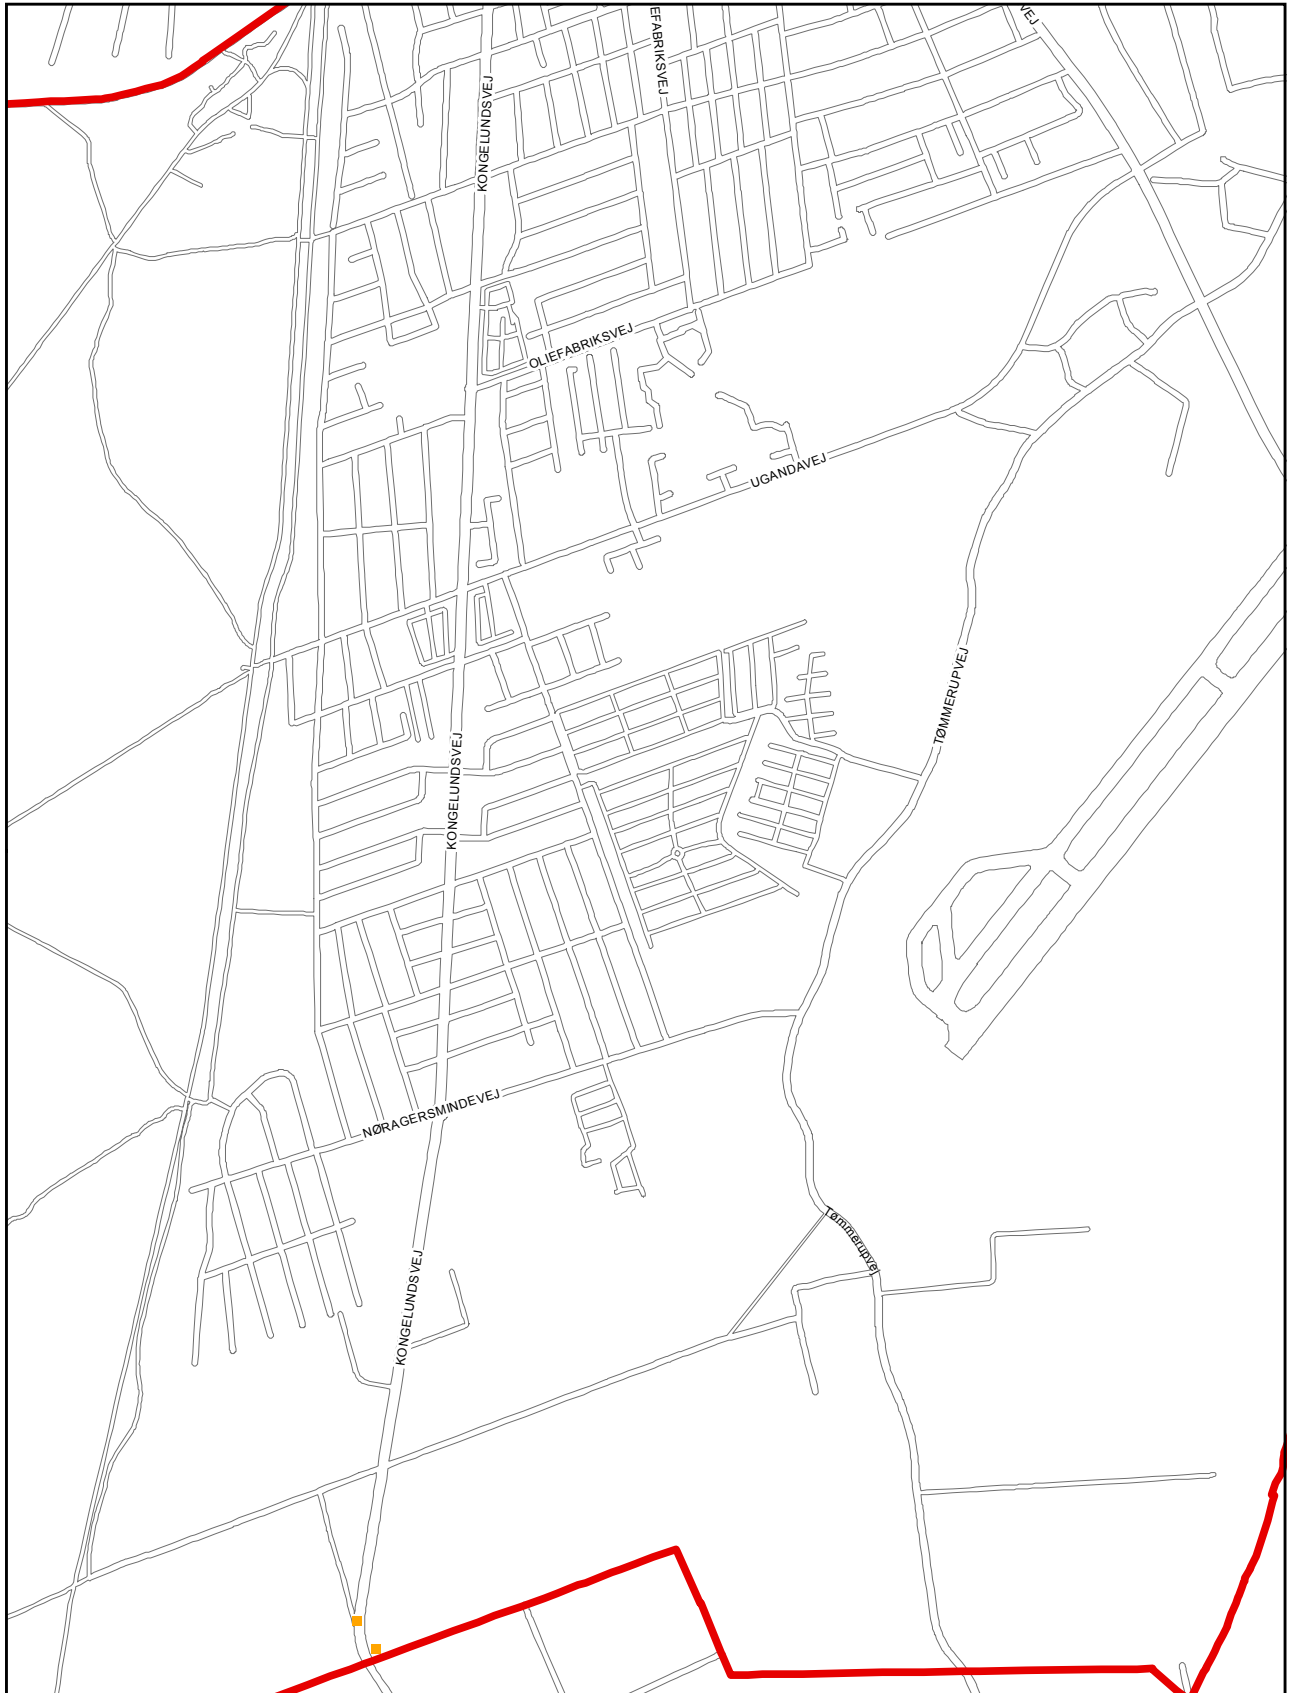 VEJ
EFABRIKSVEJ
KONGELUNDSVEJ
OLIEFABRIKSVEJ
UGANDAVEJ
TØMMERUPVEJ
KONGELUNDSVEJ
NØRAGERSMINDEVEJ
Tømmerupvej
KONGELUNDSVEJ